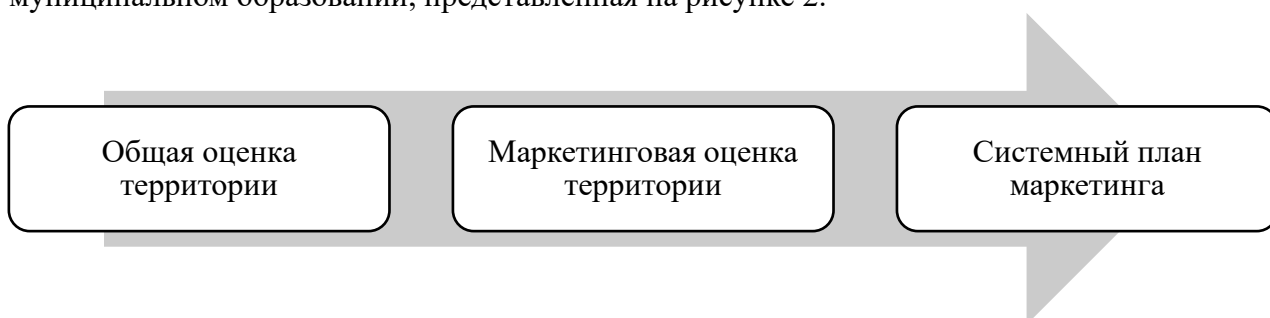 муниципальном образовании, представленная на рисунке 2.
Общая оценка
территории
Маркетинговая оценка
территории
Системный план
маркетинга